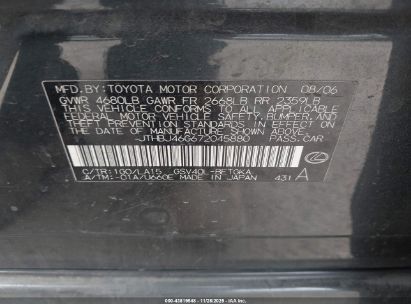 MFD. BY: TOYOTA MOTOR CORPORATION 08/06
GVWR 4680LB GAWR FR 2668LB RR 2359LB
THIS VEHICLE CONFORMS TO ALL APPLICABLE
FEDERAL MOTOR VEHICLE SAFETY, BUMPER, AND
THEFT PREVENTION STANDARDS IN EFFECT ON
THE DATE OF MANUFACTURE SHOWN ABOVE.
JTHBJ46G672045880 PASS.CAR
C/TR: 1G0/LA15 GSV40L-BETGKA
A/TM: -01A/U660E MADE IN JAPAN 431 A